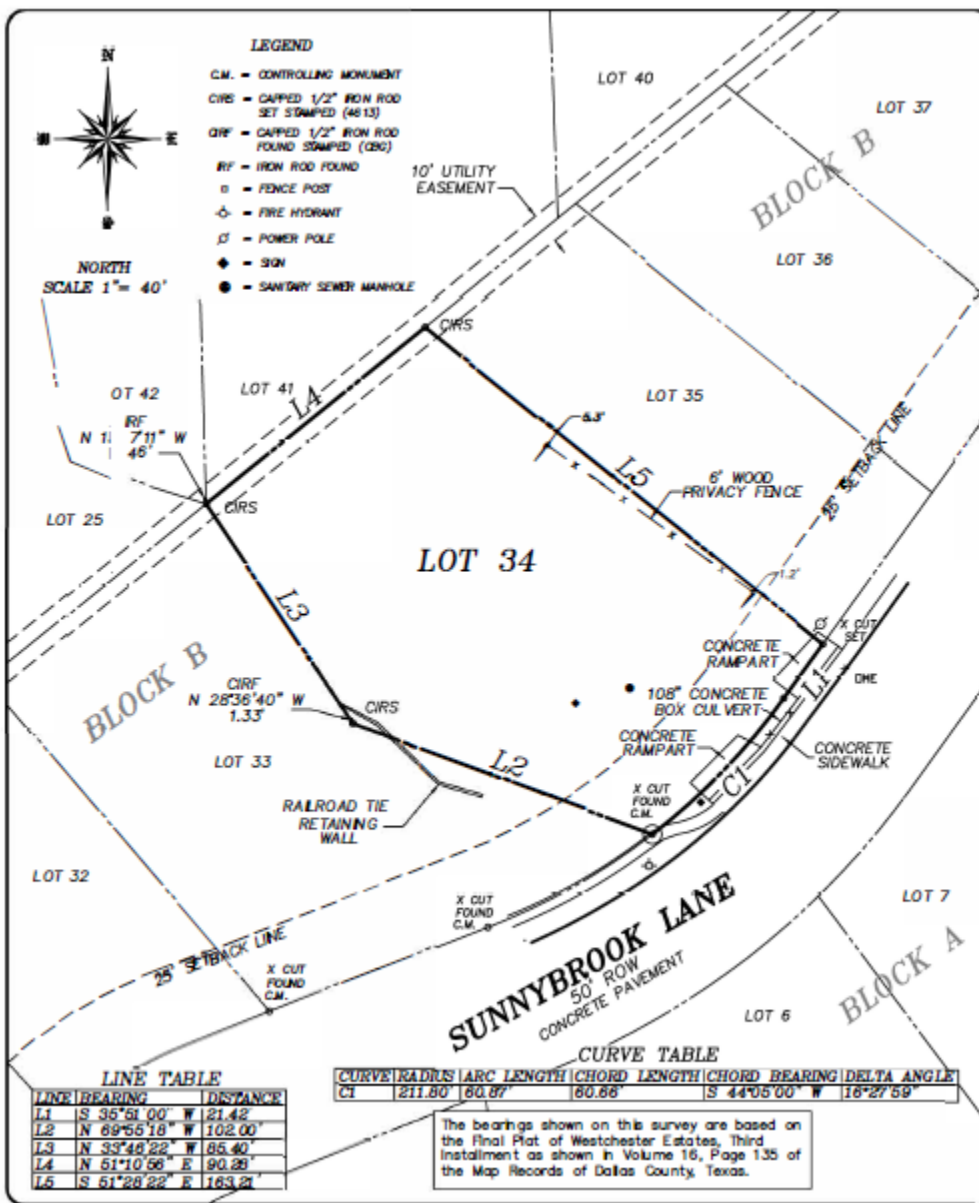 LEGEND
C.M. = CONTROLLING MONUMENT
CIRS = CAPPED 1/2" IRON ROD
SET STAMPED (4613)
CIRF = CAPPED 1/2" IRON ROD
FOUND STAMPED (CBG)
IRF = IRON ROD FOUND
= FENCE POST
= FIRE HYDRANT
= POWER POLE
= SIGN
= SANITARY SEWER MANHOLE
N
NORTH
SCALE 1"= 40'
LOT 40
LOT 37
10' UTILITY
EASEMENT
BLOCK B
LOT 36
CIRS
LOT 41
OT 42
L4
LOT 35
IRF
7'11" W
46'
CIRS
LOT 25
L5
6' WOOD
PRIVACY FENCE
25' SETBACK LINE
LOT 34
L3
1.2'
BLOCK B
X CUT
SET
CONCRETE
RAMPART
L1
CIRF
N 28°36'40" W
1.33'
CIRS
108" CONCRETE
BOX CULVERT
CONCRETE
RAMPART
CONCRETE
SIDEWALK
C1
LOT 33
L2
X CUT
FOUND
C.M.
RAILROAD TIE
RETAINING
WALL
LOT 32
X CUT
FOUND
C.M.
LOT 7
25' SETBACK LINE
X CUT
FOUND
C.M.
SUNNYBROOK LANE
50' ROW
CONCRETE PAVEMENT
BLOCK A
LOT 6
LINE TABLE
LINE BEARING DISTANCE
L1 S 35°51'00" W 21.42'
L2 N 69°55'18" W 102.00'
L3 N 33°46'22" W 85.40'
L4 N 51°10'56" E 90.28'
L5 S 51°28'22" E 163.21'
CURVE TABLE
CURVE RADIUS ARC LENGTH CHORD LENGTH CHORD BEARING DELTA ANGLE
C1 211.80' 60.87' 60.66' S 44°05'00" W 16°27'59"
The bearings shown on this survey are based on
the Final Plat of Westchester Estates, Third
Installment as shown in Volume 16, Page 135 of
the Map Records of Dallas County, Texas.